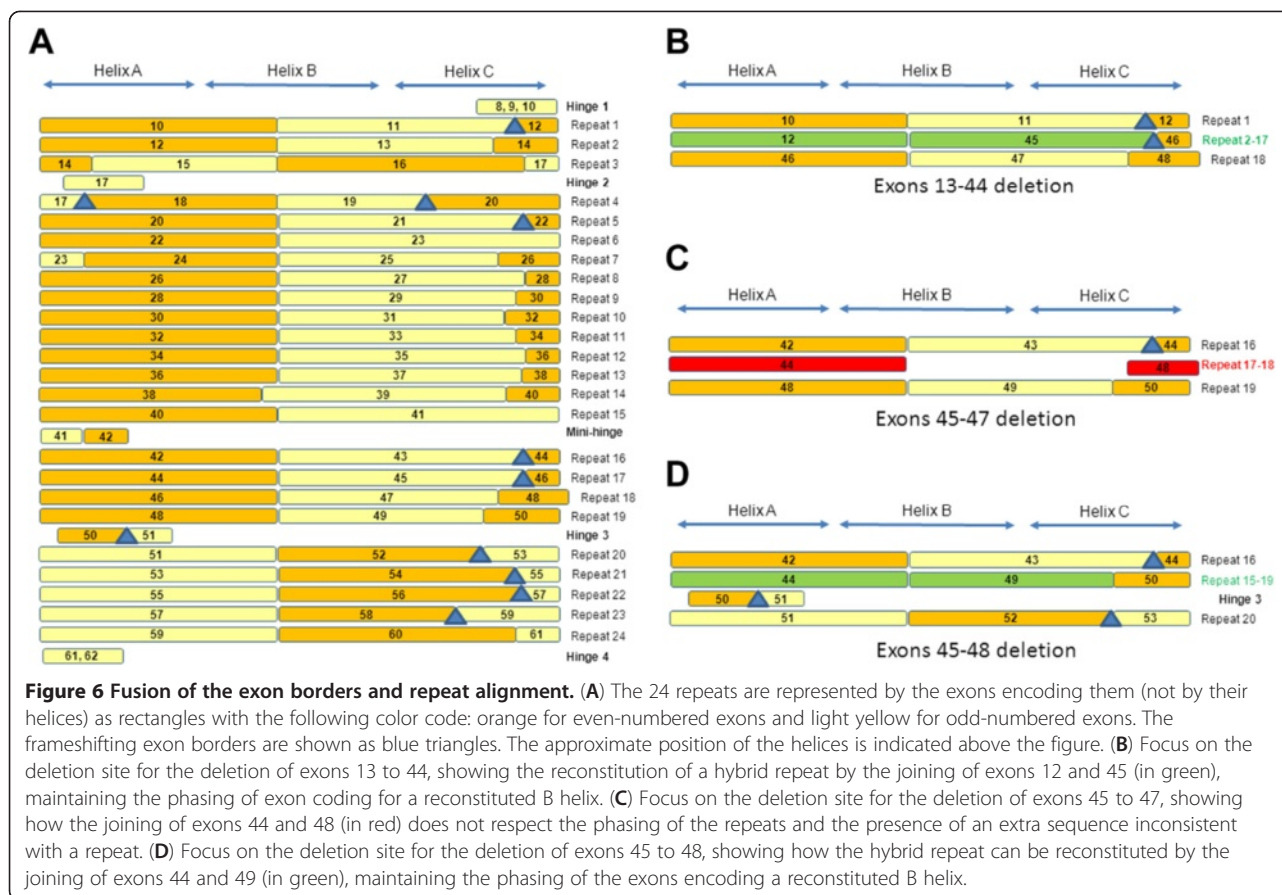 A
Helix A Helix B Helix C
8, 9, 10 Hinge 1
10 11 12 Repeat 1
12 13 14 Repeat 2
14 15 16 17 Repeat 3
17 Hinge 2
17 18 19 20 Repeat 4
20 21 22 Repeat 5
22 23 Repeat 6
23 24 25 26 Repeat 7
26 27 28 Repeat 8
28 29 30 Repeat 9
30 31 32 Repeat 10
32 33 34 Repeat 11
34 35 36 Repeat 12
36 37 38 Repeat 13
38 39 40 Repeat 14
40 41 Repeat 15
41 42 Mini-hinge
42 43 44 Repeat 16
44 45 46 Repeat 17
46 47 48 Repeat 18
48 49 50 Repeat 19
50 51 Hinge 3
51 52 53 Repeat 20
53 54 55 Repeat 21
55 56 57 Repeat 22
57 58 59 Repeat 23
59 60 61 Repeat 24
61, 62 Hinge 4
B
Helix A Helix B Helix C
10 11 12 Repeat 1
12 45 46 Repeat 2-17
46 47 48 Repeat 18
Exons 13-44 deletion
C
Helix A Helix B Helix C
42 43 44 Repeat 16
44 48 Repeat 17-18
48 49 50 Repeat 19
Exons 45-47 deletion
D
Helix A Helix B Helix C
42 43 44 Repeat 16
44 49 50 Repeat 15-19
50 51 Hinge 3
51 52 53 Repeat 20
Exons 45-48 deletion
Figure 6 Fusion of the exon borders and repeat alignment. (A) The 24 repeats are represented by the exons encoding them (not by their
helices) as rectangles with the following color code: orange for even-numbered exons and light yellow for odd-numbered exons. The
frameshifting exon borders are shown as blue triangles. The approximate position of the helices is indicated above the figure. (B) Focus on the
deletion site for the deletion of exons 13 to 44, showing the reconstitution of a hybrid repeat by the joining of exons 12 and 45 (in green),
maintaining the phasing of exon coding for a reconstituted B helix. (C) Focus on the deletion site for the deletion of exons 45 to 47, showing
how the joining of exons 44 and 48 (in red) does not respect the phasing of the repeats and the presence of an extra sequence inconsistent
with a repeat. (D) Focus on the deletion site for the deletion of exons 45 to 48, showing how the hybrid repeat can be reconstituted by the
joining of exons 44 and 49 (in green), maintaining the phasing of the exons encoding a reconstituted B helix.